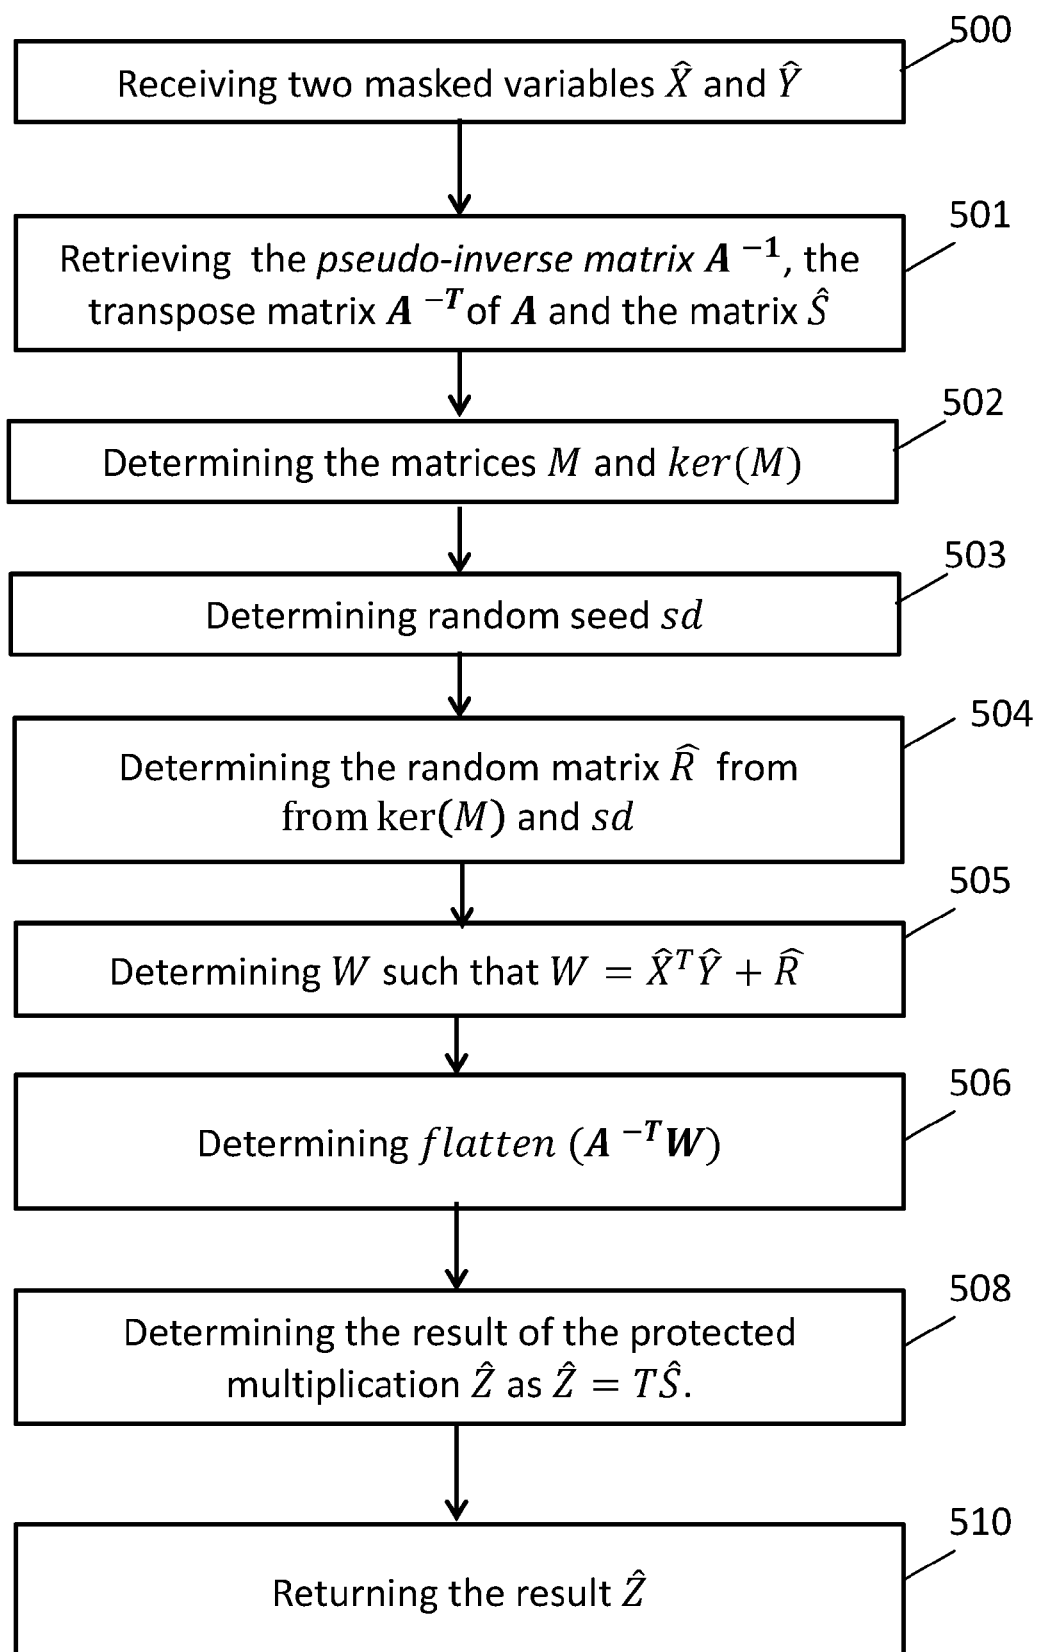 500
Receiving two masked variables X̂ and Ŷ
501
Retrieving the pseudo-inverse matrix A ⁻¹, the
transpose matrix A ⁻ᵀ of A and the matrix Ŝ
502
Determining the matrices M and ker(M)
503
Determining random seed sd
504
Determining the random matrix R̂ from
from ker(M) and sd
505
Determining W such that W = X̂ᵀŶ + R̂
506
Determining flatten (A ⁻ᵀW)
508
Determining the result of the protected
multiplication Ẑ as Ẑ = TŜ.
510
Returning the result Ẑ